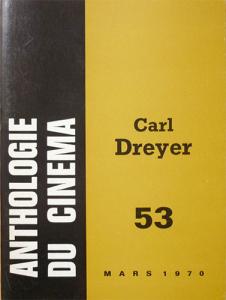 ANTHOLOGIE
DU CINEMA
Carl
Dreyer
53
MARS 1970